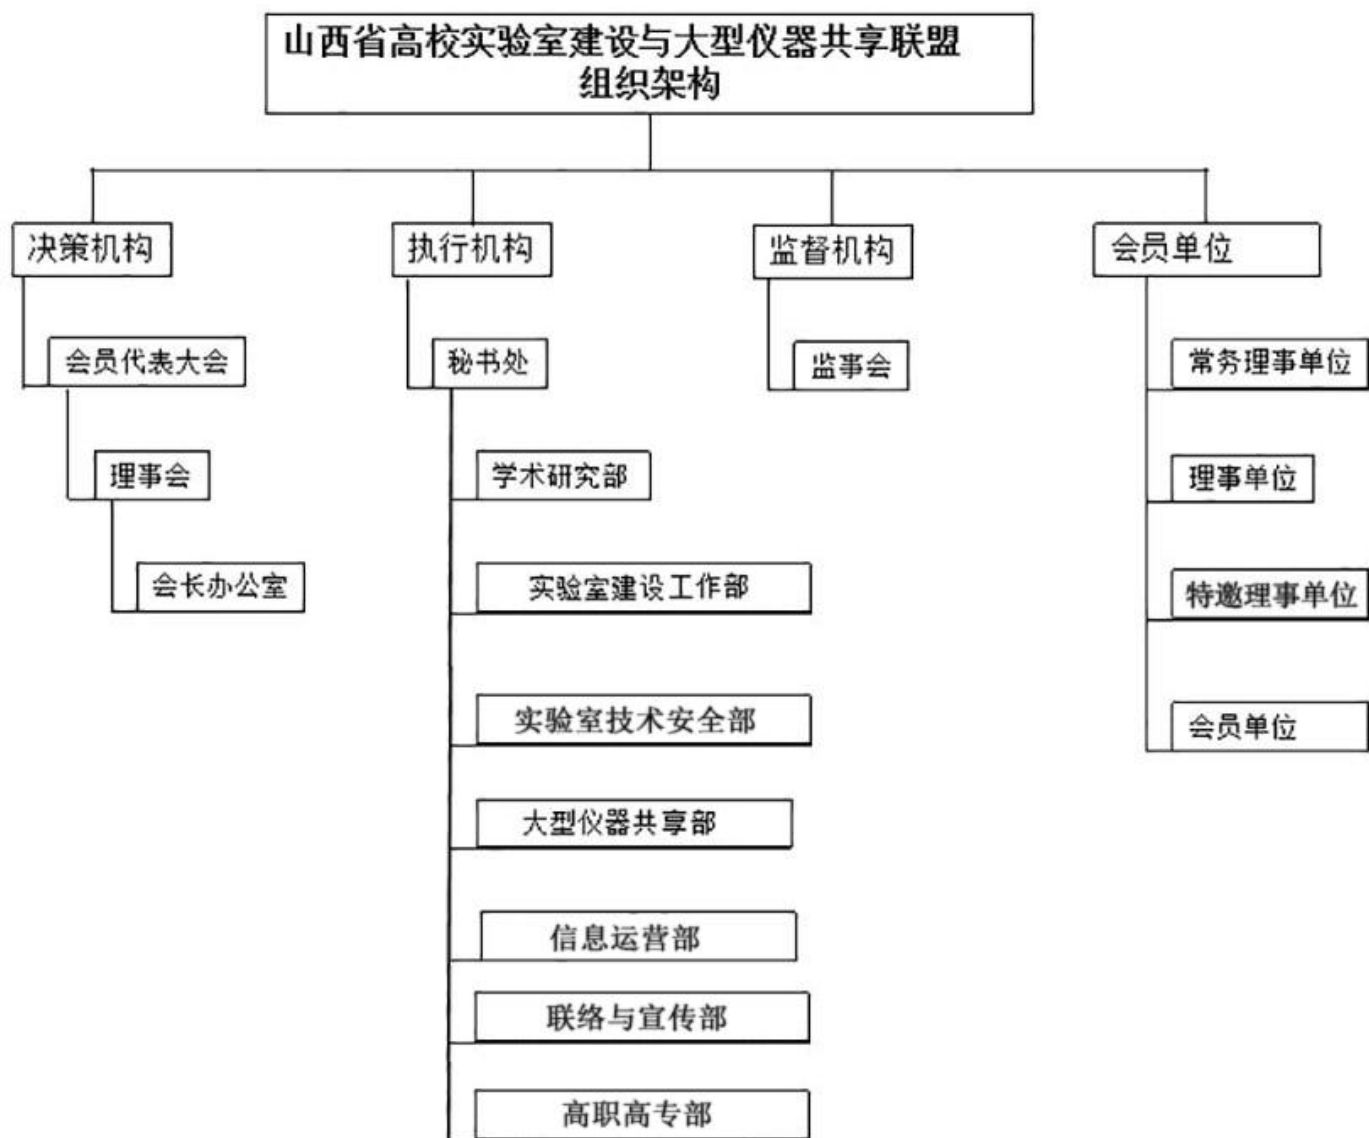 山西省高校实验室建设与大型仪器共享联盟
组织架构
决策机构
执行机构
监督机构
会员单位
会员代表大会
秘书处
监事会
常务理事单位
理事会
学术研究部
理事单位
会长办公室
实验室建设工作部
特邀理事单位
实验室技术安全部
会员单位
大型仪器共享部
信息运营部
联络与宣传部
高职高专部